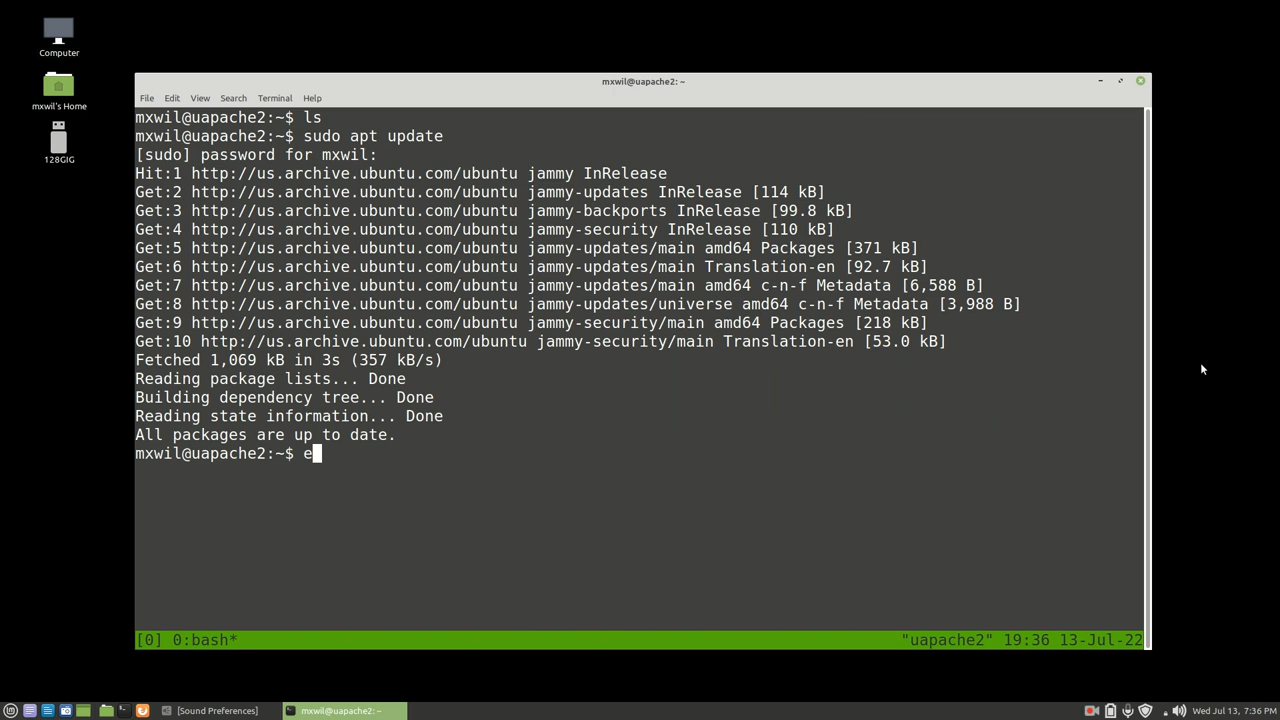 Computer
mxwil's Home
128GIG
mxwil@uapache2: ~
File Edit View Search Terminal Help
mxwil@uapache2:~$ ls
mxwil@uapache2:~$ sudo apt update
[sudo] password for mxwil:
Hit:1 http://us.archive.ubuntu.com/ubuntu jammy InRelease
Get:2 http://us.archive.ubuntu.com/ubuntu jammy-updates InRelease [114 kB]
Get:3 http://us.archive.ubuntu.com/ubuntu jammy-backports InRelease [99.8 kB]
Get:4 http://us.archive.ubuntu.com/ubuntu jammy-security InRelease [110 kB]
Get:5 http://us.archive.ubuntu.com/ubuntu jammy-updates/main amd64 Packages [371 kB]
Get:6 http://us.archive.ubuntu.com/ubuntu jammy-updates/main Translation-en [92.7 kB]
Get:7 http://us.archive.ubuntu.com/ubuntu jammy-updates/main amd64 c-n-f Metadata [6,588 B]
Get:8 http://us.archive.ubuntu.com/ubuntu jammy-updates/universe amd64 c-n-f Metadata [3,988 B]
Get:9 http://us.archive.ubuntu.com/ubuntu jammy-security/main amd64 Packages [218 kB]
Get:10 http://us.archive.ubuntu.com/ubuntu jammy-security/main Translation-en [53.0 kB]
Fetched 1,069 kB in 3s (357 kB/s)
Reading package lists... Done
Building dependency tree... Done
Reading state information... Done
All packages are up to date.
mxwil@uapache2:~$ e
[0] 0:bash* "uapache2" 19:36 13-Jul-22
[Sound Preferences] mxwil@uapache2: ~ Wed Jul 13, 7:36 PM